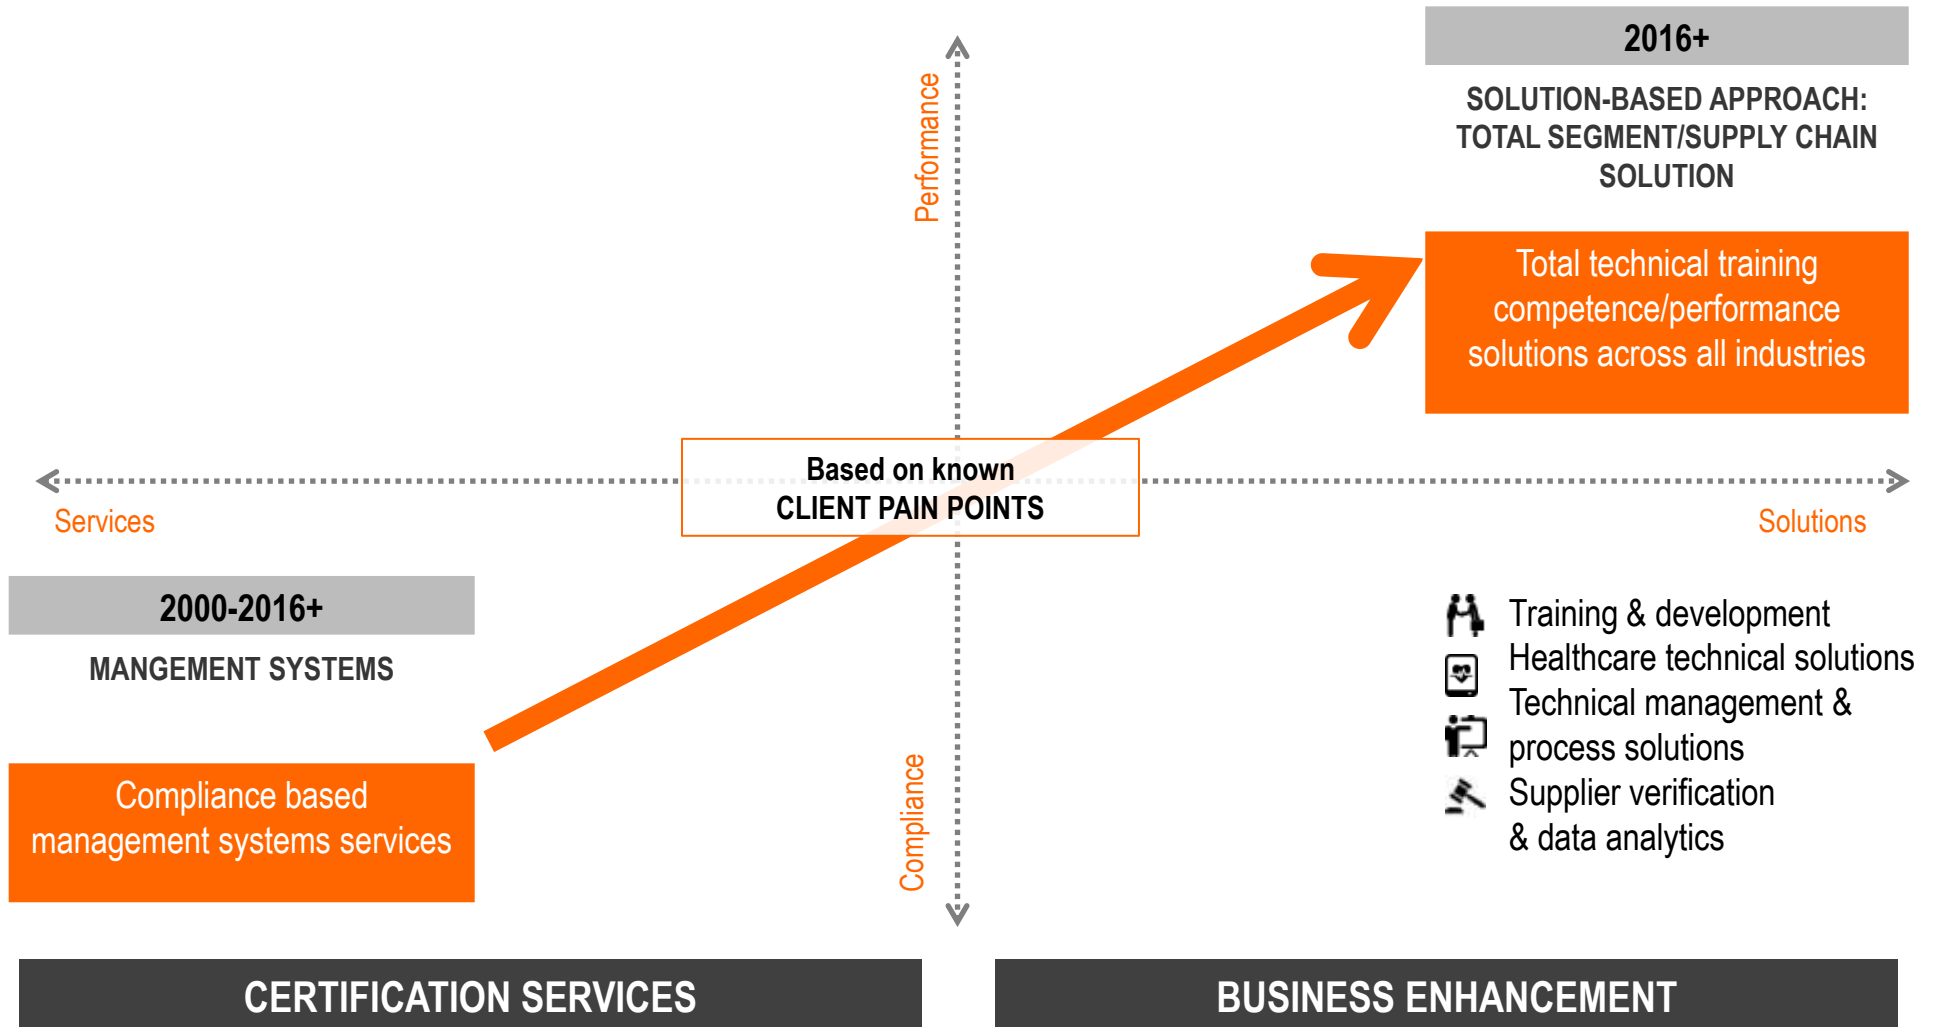 2016+
SOLUTION-BASED APPROACH:
TOTAL SEGMENT/SUPPLY CHAIN
SOLUTION
Performance
Total technical training
competence/performance
solutions across all industries
Based on known
CLIENT PAIN POINTS
Services
Solutions
2000-2016+
MANGEMENT SYSTEMS
Compliance based
management systems services
Compliance
Training & development
Healthcare technical solutions
Technical management &
process solutions
Supplier verification
& data analytics
CERTIFICATION SERVICES
BUSINESS ENHANCEMENT